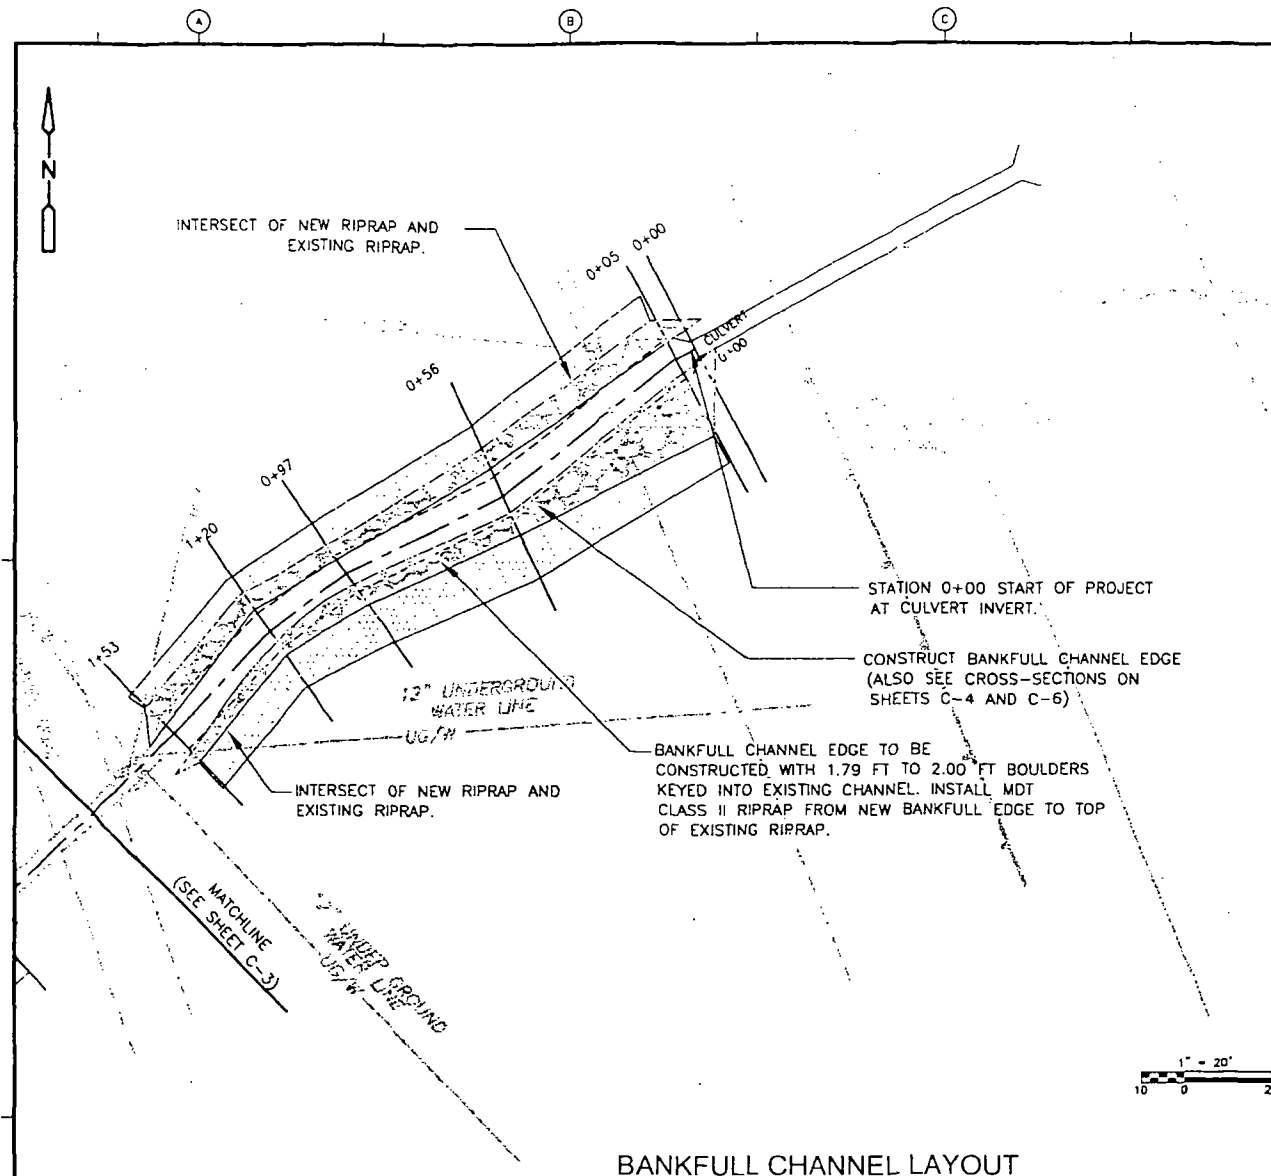 A
B
C
N
INTERSECT OF NEW RIPRAP AND
EXISTING RIPRAP.
0+05
0+00
CULVERT
0+00
0+56
0+97
1+20
1+53
STATION 0+00 START OF PROJECT
AT CULVERT INVERT.
CONSTRUCT BANKFULL CHANNEL EDGE
(ALSO SEE CROSS-SECTIONS ON
SHEETS C-4 AND C-6)
12" UNDERGROUND
WATER LINE
UG/W
BANKFULL CHANNEL EDGE TO BE
CONSTRUCTED WITH 1.79 FT TO 2.00 FT BOULDERS
KEYED INTO EXISTING CHANNEL. INSTALL MDT
CLASS II RIPRAP FROM NEW BANKFULL EDGE TO TOP
OF EXISTING RIPRAP.
INTERSECT OF NEW RIPRAP AND
EXISTING RIPRAP.
MATCHLINE
(SEE SHEET C-3)
12" UNDER GROUND
WATER LINE
UG/W
1" = 20'
10 0 2
BANKFULL CHANNEL LAYOUT